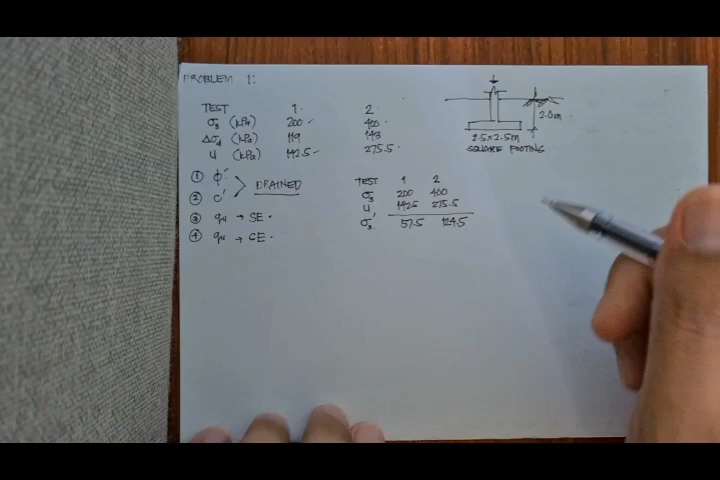 PROBLEM 1:
TEST 1 2
σ3 (kPa) 200 400
Δσd (kPa) 119 143
u (kPa) 142.5 275.5
① φ'
② c'
DRAINED
③ qu → SE
④ qu → CE
2.0m
2.5 x 2.5m
SQUARE FOOTING
TEST 1 2
σ3 200 400
u 142.5 275.5
σ3' 57.5 124.5